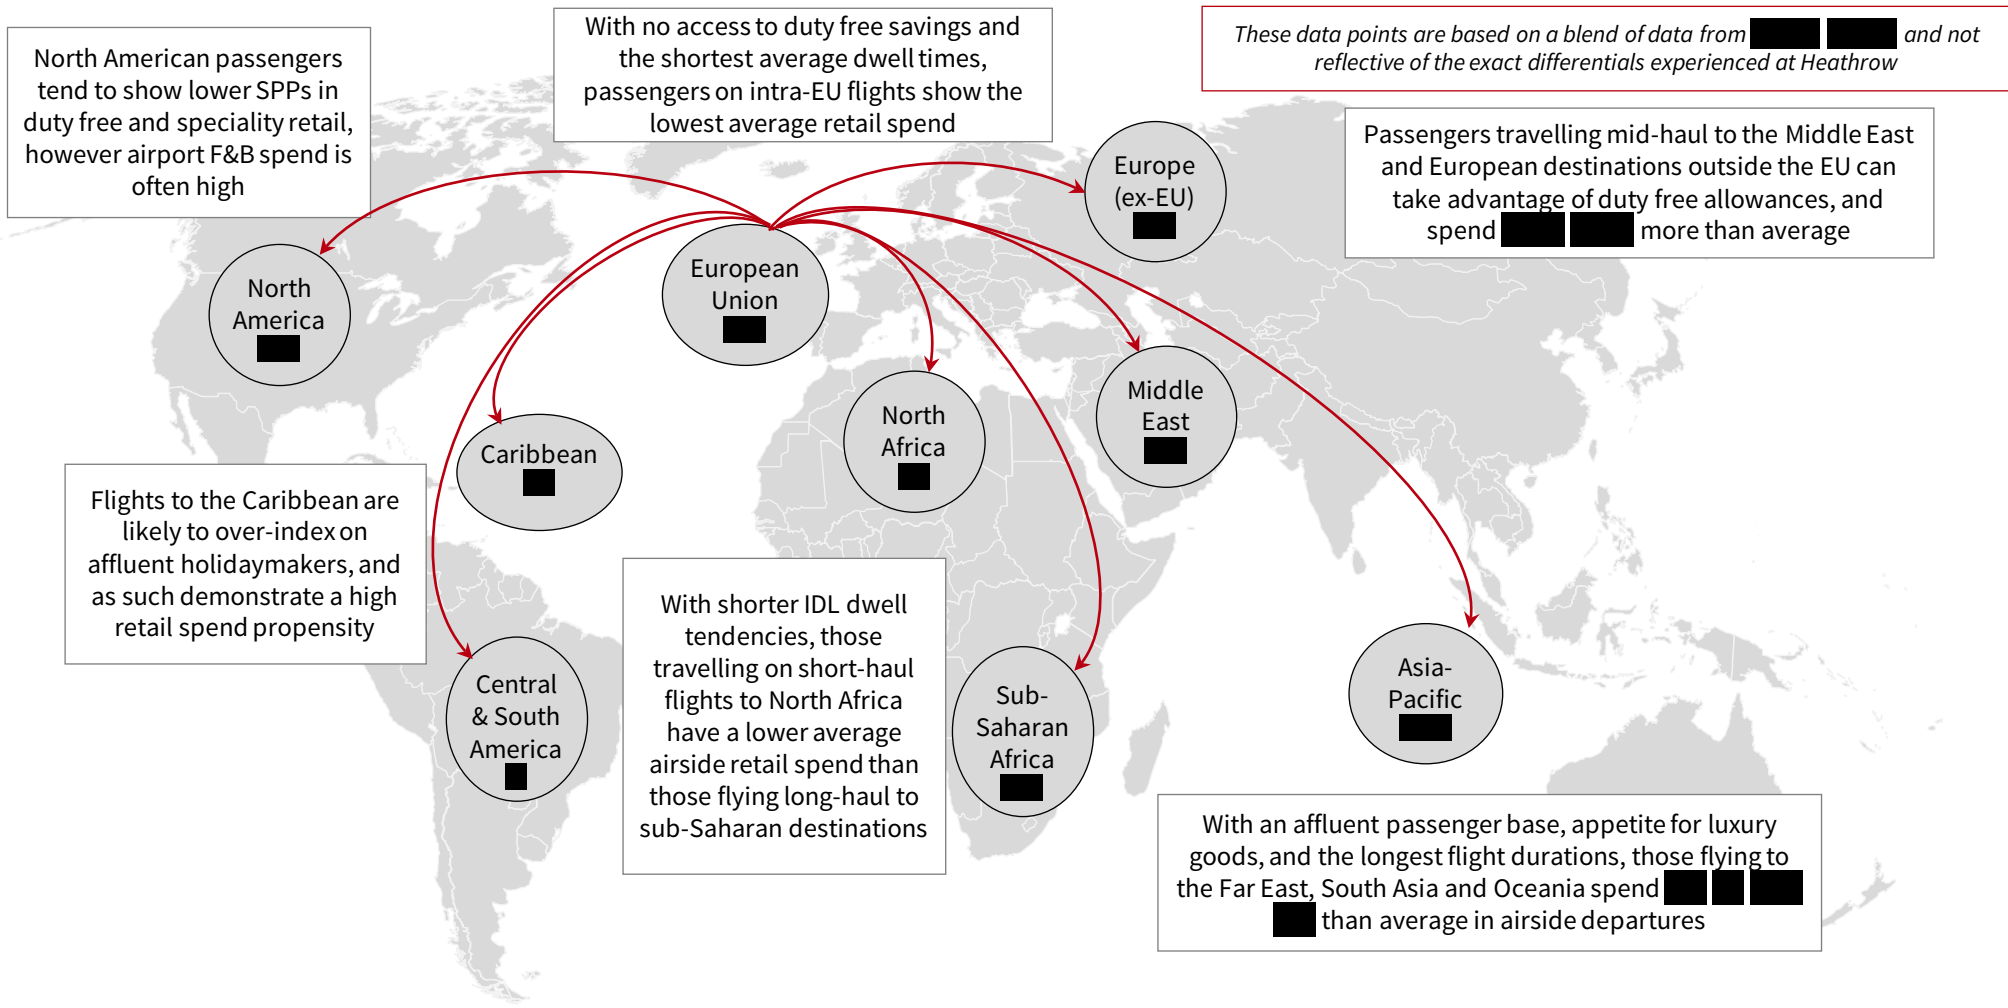 North American passengers
tend to show lower SPPs in
duty free and speciality retail,
however airport F&B spend is
often high
With no access to duty free savings and
the shortest average dwell times,
passengers on intra-EU flights show the
lowest average retail spend
These data points are based on a blend of data from and not
reflective of the exact differentials experienced at Heathrow
Passengers travelling mid-haul to the Middle East
and European destinations outside the EU can
take advantage of duty free allowances, and
spend more than average
Europe
(ex-EU)
European
Union
North
America
Middle
East
North
Africa
Caribbean
Flights to the Caribbean are
likely to over-index on
affluent holidaymakers, and
as such demonstrate a high
retail spend propensity
With shorter IDL dwell
tendencies, those
travelling on short-haul
flights to North Africa
have a lower average
airside retail spend than
those flying long-haul to
sub-Saharan destinations
Central
& South
America
Sub-
Saharan
Africa
Asia-
Pacific
With an affluent passenger base, appetite for luxury
goods, and the longest flight durations, those flying to
the Far East, South Asia and Oceania spend
than average in airside departures